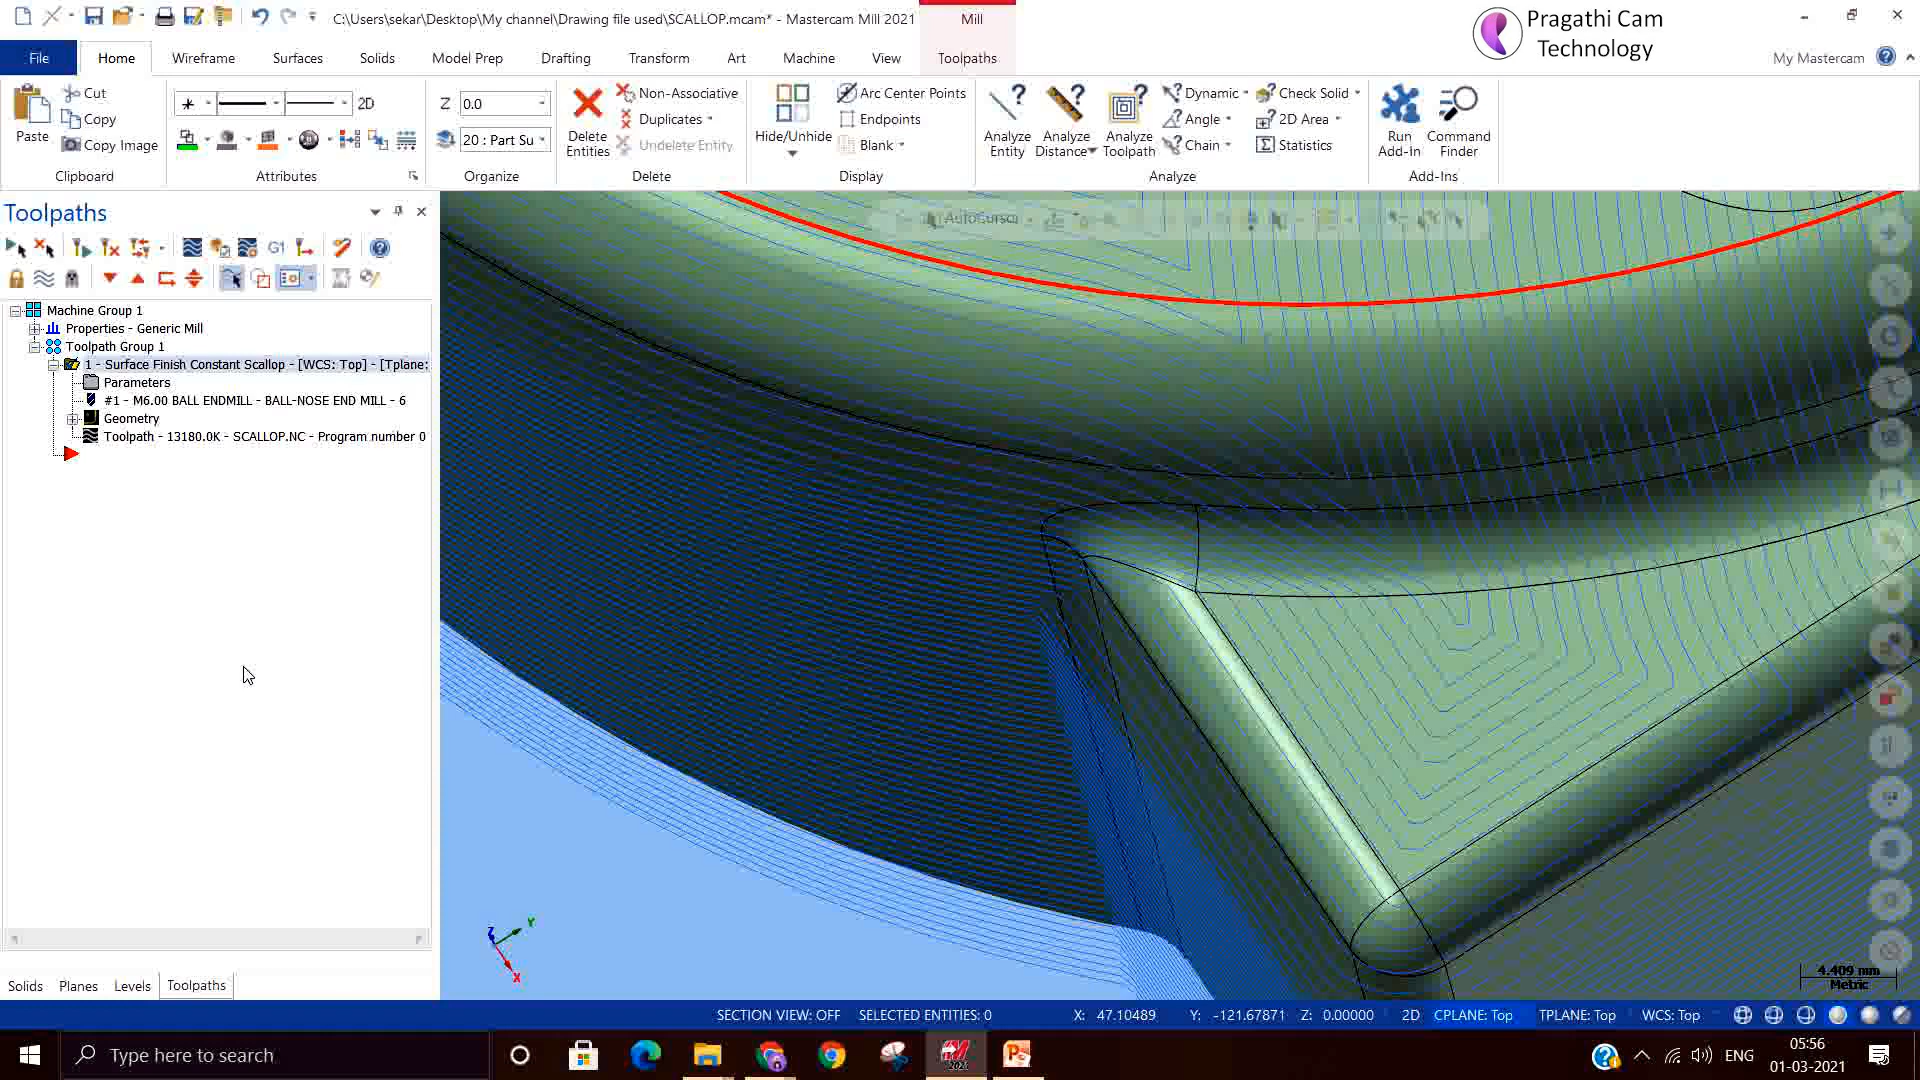 C:\Users\sekar\Desktop\My channel\Drawing file used\SCALLOP.mcam* - Mastercam Mill 2021
Mill
Pragathi Cam
Technology
File
Home
Wireframe
Surfaces
Solids
Model Prep
Drafting
Transform
Art
Machine
View
Toolpaths
My Mastercam
Paste
Cut
Copy
Copy Image
Clipboard
2D
Attributes
Z
0.0
20 : Part Su
Organize
Delete
Entities
Non-Associative
Duplicates
Undelete Entity
Delete
Hide/Unhide
Arc Center Points
Endpoints
Blank
Display
Analyze
Entity
Analyze
Distance
Analyze
Toolpath
Dynamic
Angle
Chain
Check Solid
2D Area
Statistics
Analyze
Run
Add-In
Command
Finder
Add-Ins
Toolpaths
G1
AutoCursor
Machine Group 1
Properties - Generic Mill
Toolpath Group 1
1 - Surface Finish Constant Scallop - [WCS: Top] - [Tplane:
Parameters
#1 - M6.00 BALL ENDMILL - BALL-NOSE END MILL - 6
Geometry
Toolpath - 13180.0K - SCALLOP.NC - Program number 0
Z
Y
X
4.409 mm
Metric
Solids
Planes
Levels
Toolpaths
SECTION VIEW: OFF
SELECTED ENTITIES: 0
X: 47.10489
Y: -121.67871
Z: 0.00000
2D
CPLANE: Top
TPLANE: Top
WCS: Top
Type here to search
2021
ENG
05:56
01-03-2021